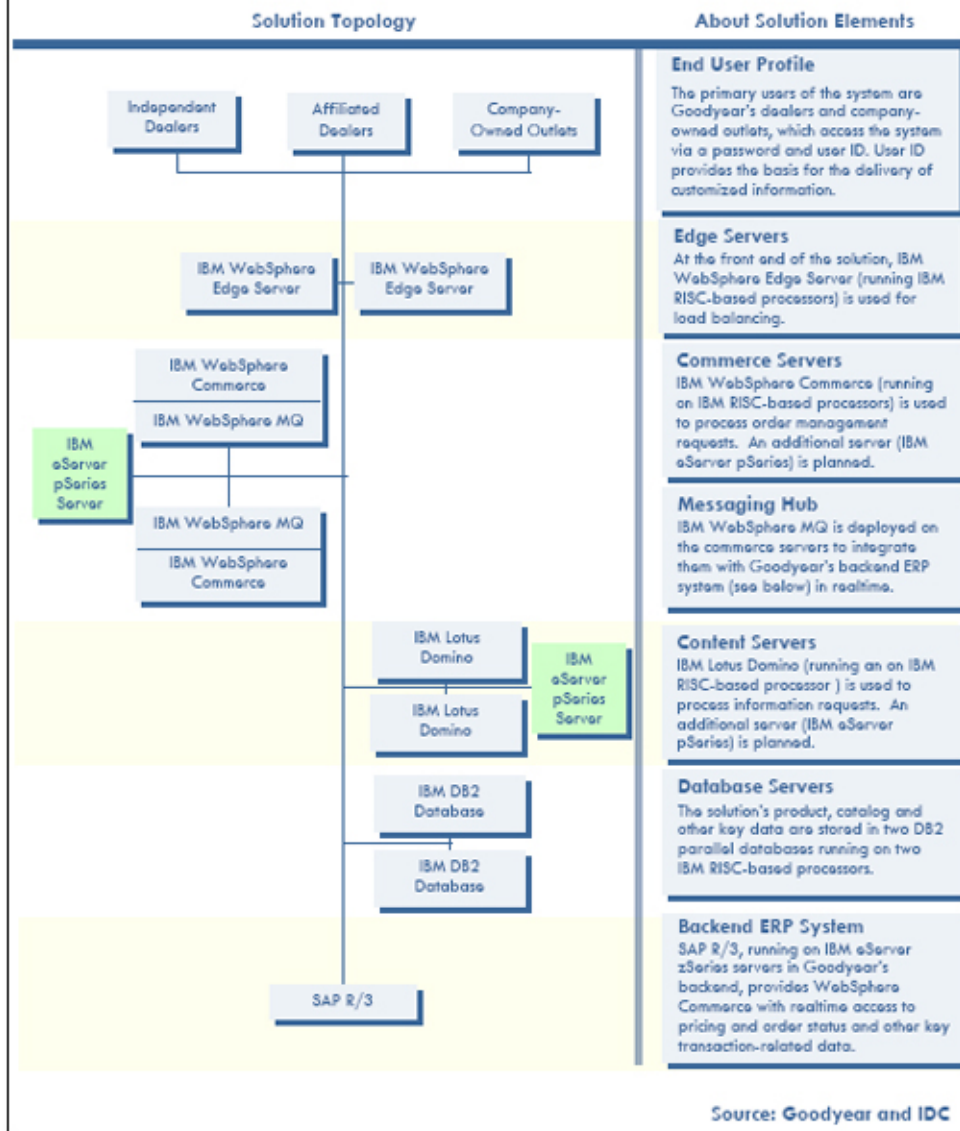 Solution Topology
About Solution Elements
Independent
Dealers
Affiliated
Dealers
Company-
Owned Outlets
End User Profile
The primary users of the system are
Goodyear's dealers and company-
owned outlets, which access the system
via a password and user ID. User ID
provides the basis for the delivery of
customized information.
IBM WebSphere
Edge Server
IBM WebSphere
Edge Server
Edge Servers
At the front end of the solution, IBM
WebSphere Edge Server (running IBM
RISC-based processors) is used for
load balancing.
IBM WebSphere
Commerce
IBM WebSphere MQ
IBM
eServer
pSeries
Server
IBM WebSphere MQ
IBM WebSphere
Commerce
Commerce Servers
IBM WebSphere Commerce (running
on IBM RISC-based processors) is used
to process order management
requests. An additional server (IBM
eServer pSeries) is planned.
Messaging Hub
IBM WebSphere MQ is deployed on
the commerce servers to integrate
them with Goodyear's backend ERP
system (see below) in realtime.
IBM Lotus
Domino
IBM Lotus
Domino
IBM
eServer
pSeries
Server
Content Servers
IBM Lotus Domino (running an on IBM
RISC-based processor ) is used to
process information requests. An
additional server (IBM eServer
pSeries) is planned.
IBM DB2
Database
IBM DB2
Database
Database Servers
The solution's product, catalog and
other key data are stored in two DB2
parallel databases running on two
IBM RISC-based processors.
SAP R/3
Backend ERP System
SAP R/3, running on IBM eServer
zSeries servers in Goodyear's
backend, provides WebSphere
Commerce with realtime access to
pricing and order status and other key
transaction-related data.
Source: Goodyear and IDC